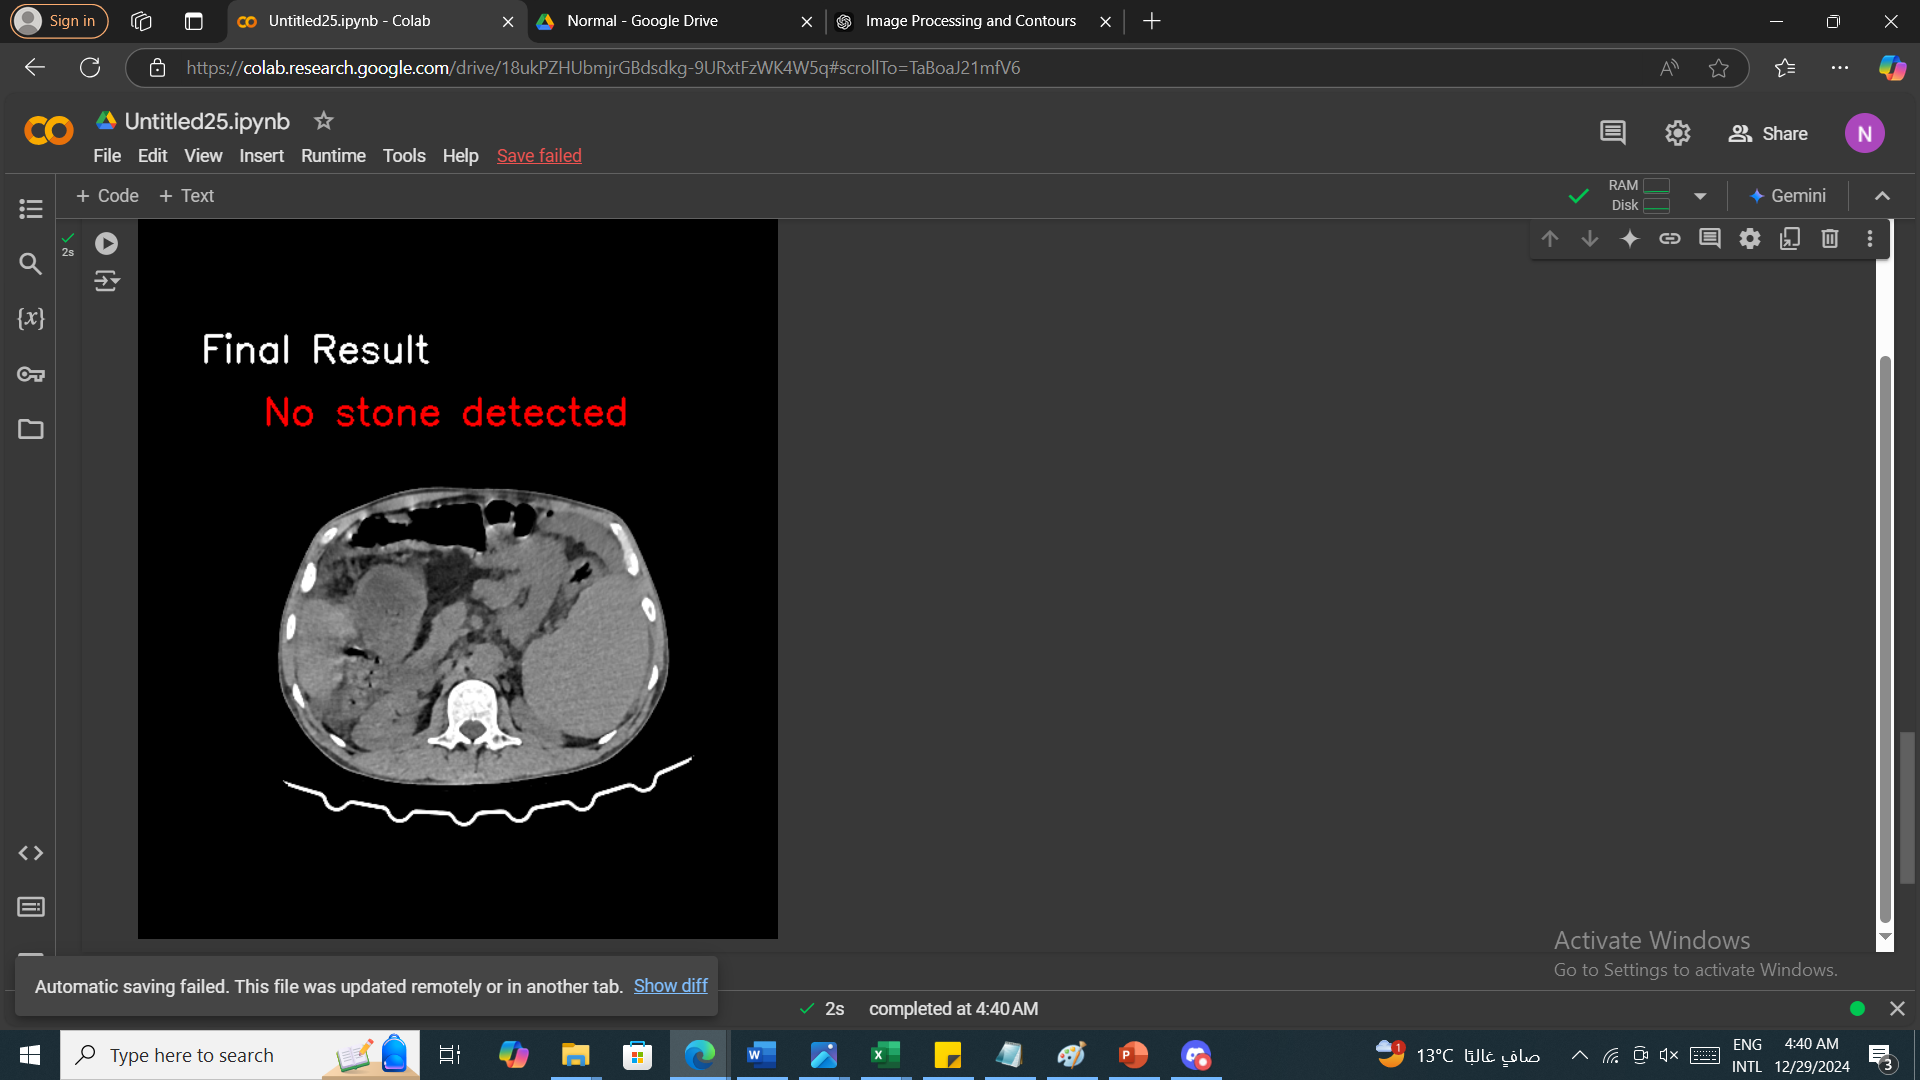 Sign in
Untitled25.ipynb - Colab
Normal - Google Drive
Image Processing and Contours
https://colab.research.google.com/drive/18ukPZHUbmjrGBdsdkg-9URxtFzWK4W5q#scrollTo=TaBoaJ21mfV6
Untitled25.ipynb
Share
N
File Edit View Insert Runtime Tools Help Save failed
+ Code + Text
RAM
Disk
Gemini
2s
{x}
Final Result
No stone detected
Activate Windows
Go to Settings to activate Windows.
Automatic saving failed. This file was updated remotely or in another tab. Show diff
2s completed at 4:40 AM
Type here to search
1
13°C صافٍ غالبًا
ENG
INTL
4:40 AM
12/29/2024
3